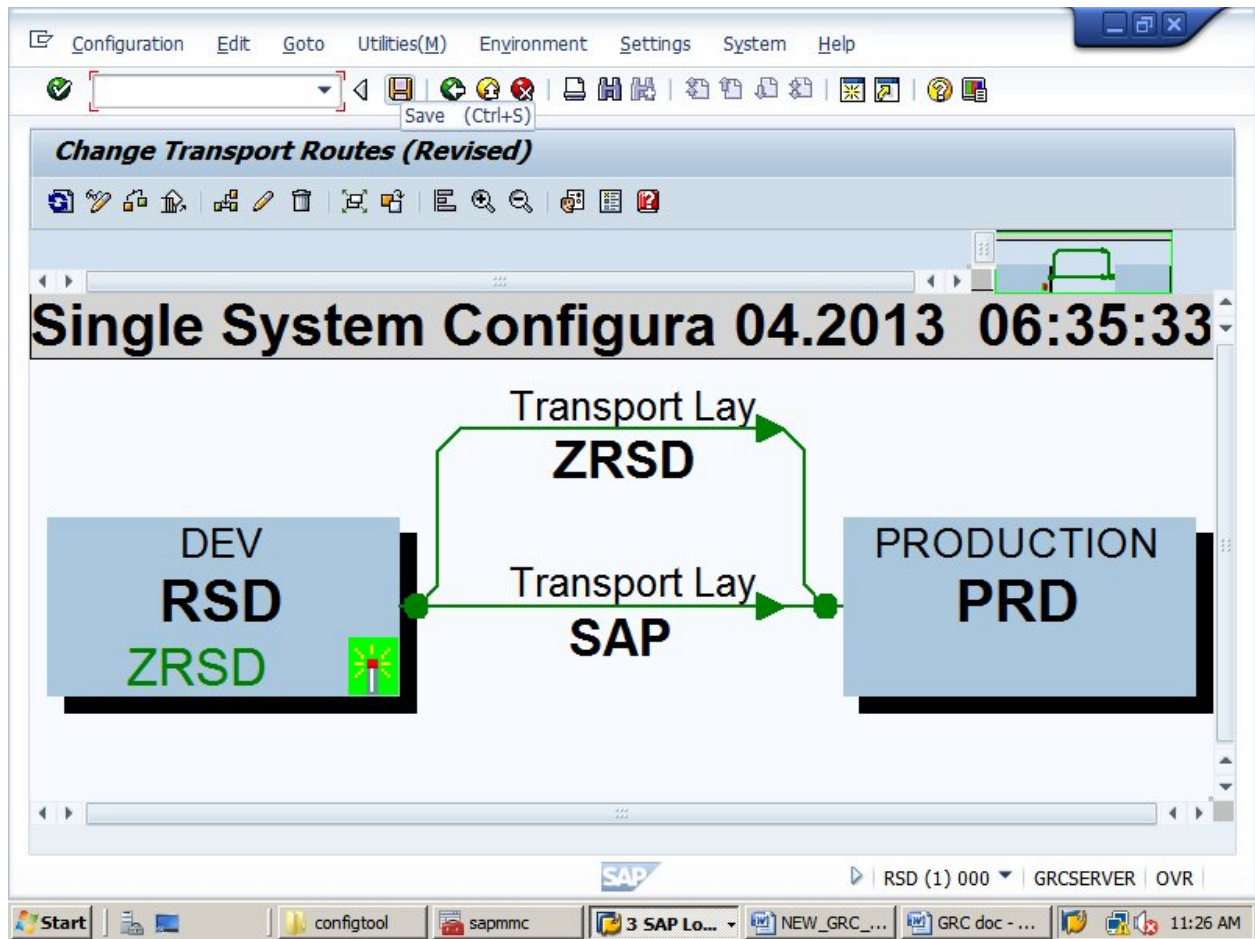 Configuration Edit Goto Utilities(M) Environment Settings System Help
Save (Ctrl+S)
Change Transport Routes (Revised)
Single System Configura 04.2013 06:35:33
Transport Lay
ZRSD
DEV
RSD
ZRSD
Transport Lay
SAP
PRODUCTION
PRD
SAP
RSD (1) 000 GRCSERVER OVR
Start configtool sapmmc 3 SAP Lo... NEW_GRC_... GRC doc - ... 11:26 AM